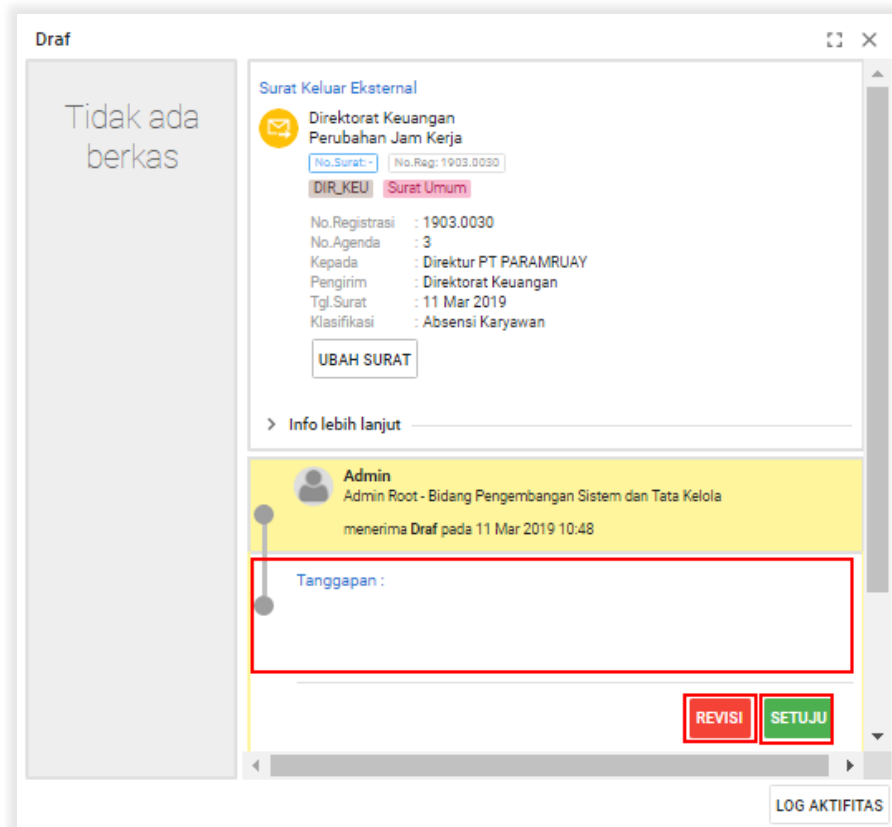 Draf
Tidak ada
berkas
Surat Keluar Eksternal
Direktorat Keuangan
Perubahan Jam Kerja
No.Surat: - No.Reg: 1903.0030
DIR_KEU Surat Umum
No.Registrasi : 1903.0030
No.Agenda : 3
Kepada : Direktur PT PARAMRUAY
Pengirim : Direktorat Keuangan
Tgl.Surat : 11 Mar 2019
Klasifikasi : Absensi Karyawan
UBAH SURAT
Info lebih lanjut
Admin
Admin Root - Bidang Pengembangan Sistem dan Tata Kelola
menerima Draf pada 11 Mar 2019 10:48
Tanggapan :
REVISI SETUJU
LOG AKTIFITAS